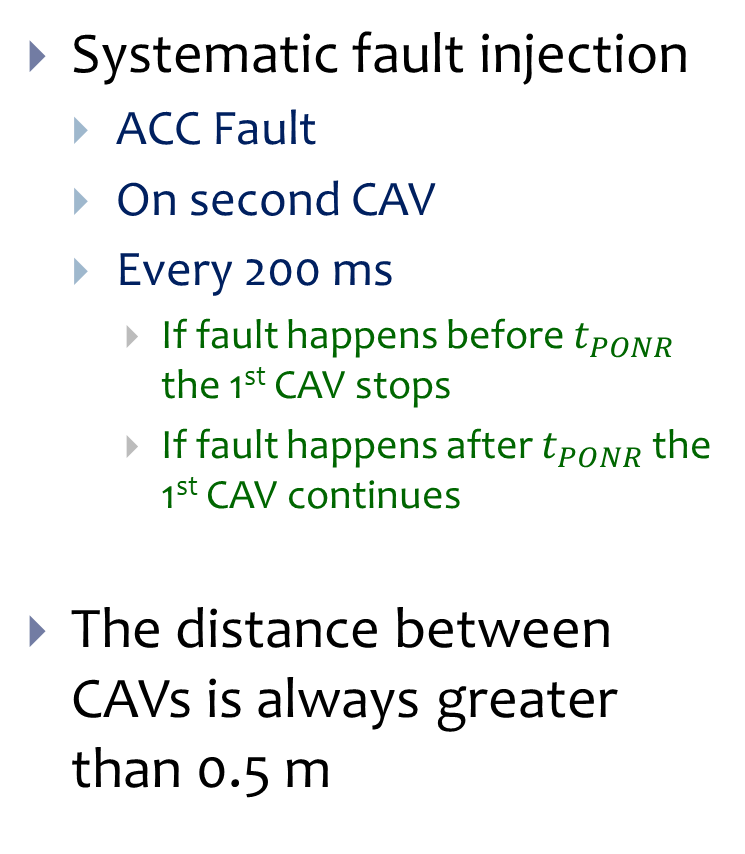 Systematic fault injection
ACC Fault
On second CAV
Every 200 ms
If fault happens before t_PONR
the 1st CAV stops
If fault happens after t_PONR the
1st CAV continues
The distance between
CAVs is always greater
than 0.5 m